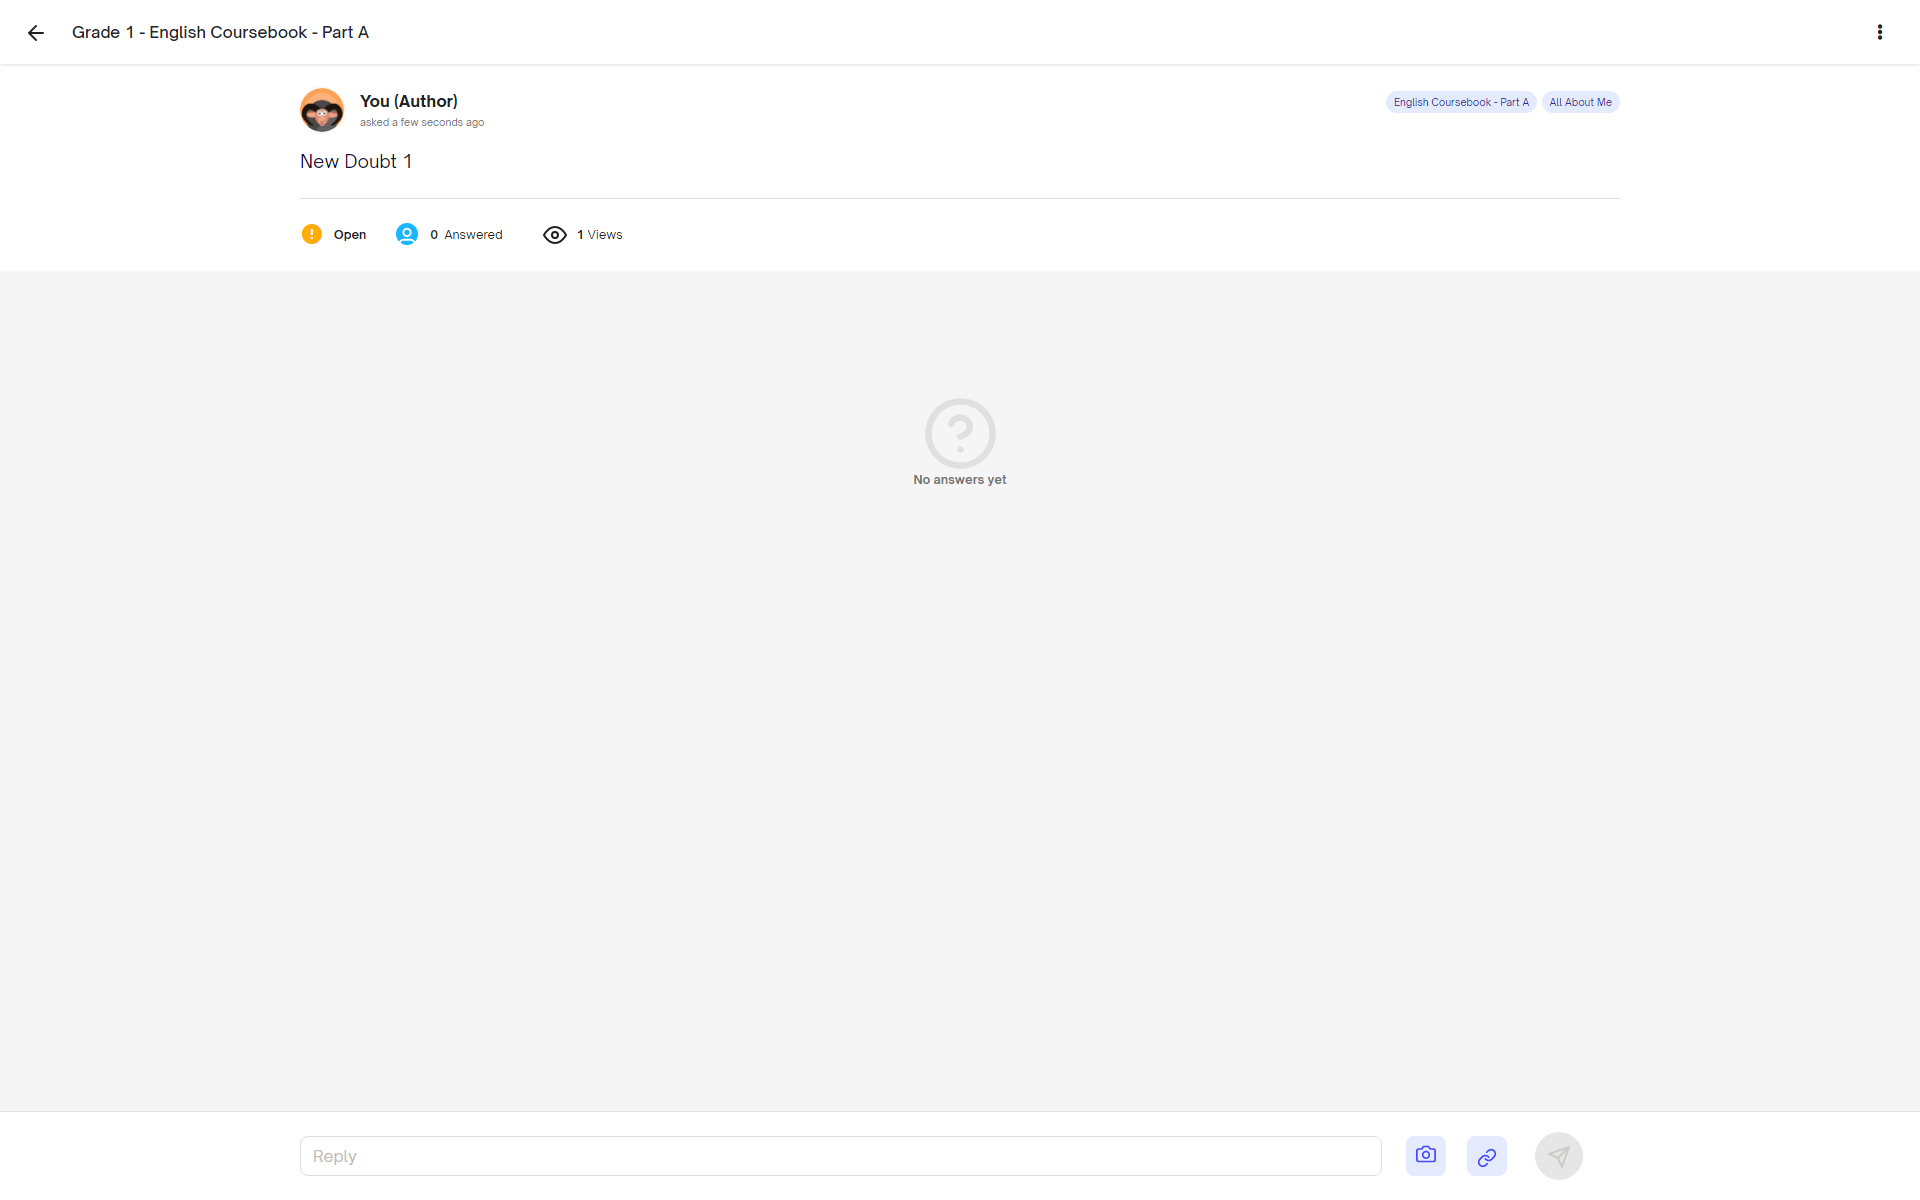 Grade 1 - English Coursebook - Part A
You (Author)
asked a few seconds ago
English Coursebook - Part A
All About Me
New Doubt 1
Open
0 Answered
1 Views
No answers yet
Reply